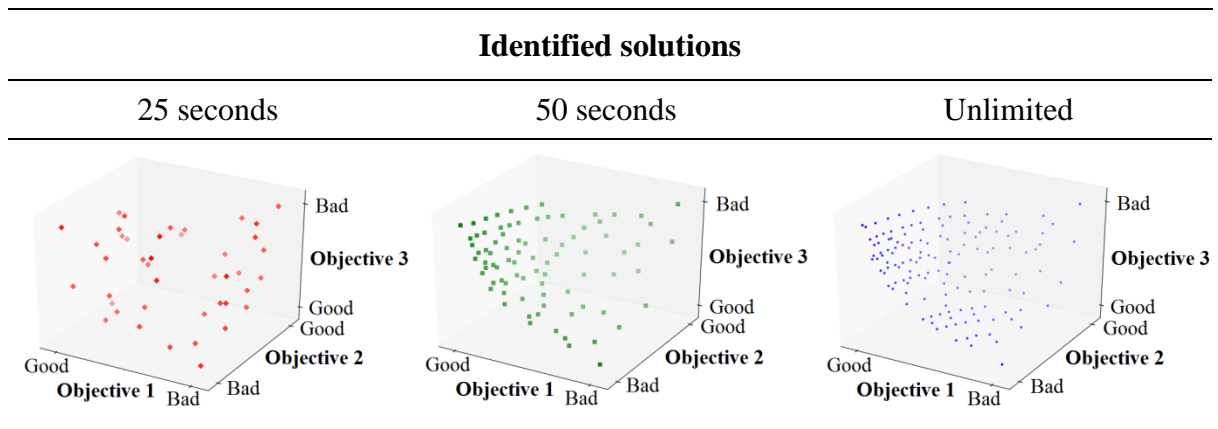 Identified solutions
25 seconds
50 seconds
Unlimited
Bad
Objective 3
Good
Good
Objective 2
Bad
Good
Objective 1
Bad
Bad
Objective 3
Good
Good
Objective 2
Bad
Good
Objective 1
Bad
Bad
Objective 3
Good
Good
Objective 2
Bad
Good
Objective 1
Bad